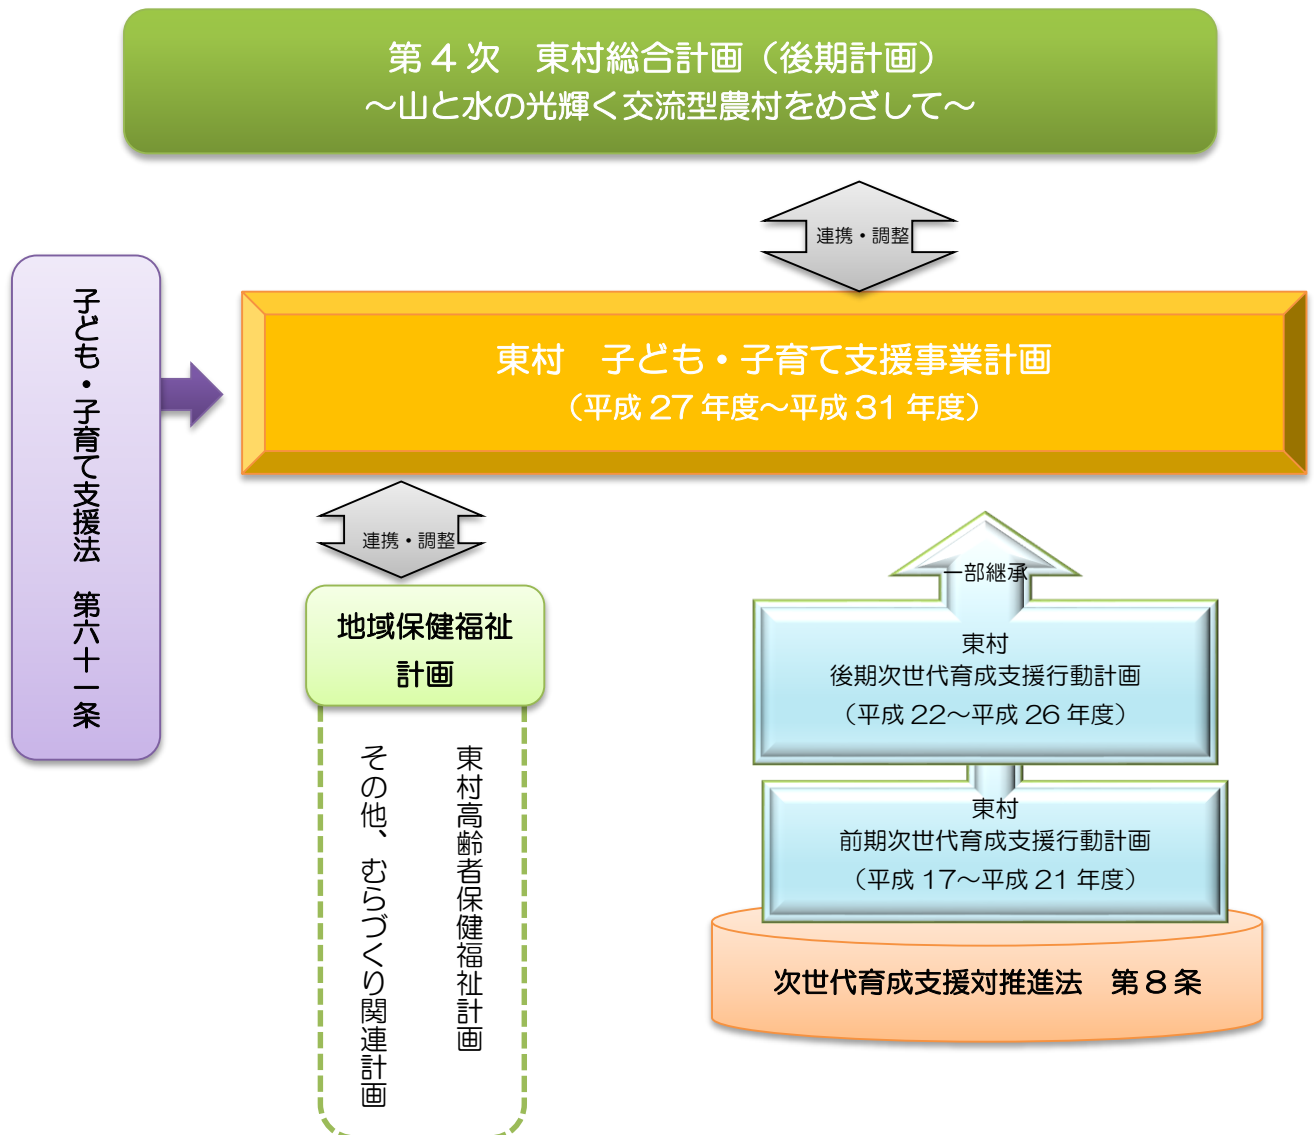 第４次　東村総合計画（後期計画）
～山と水の光輝く交流型農村をめざして～
連携・調整
子ども・子育て支援法　第六十一条
東村　子ども・子育て支援事業計画
（平成 27 年度～平成 31 年度）
連携・調整
地域保健福祉
計画
東村高齢者保健福祉計画
その他、むらづくり関連計画
一部継承
東村
後期次世代育成支援行動計画
（平成 22～平成 26 年度）
東村
前期次世代育成支援行動計画
（平成 17～平成 21 年度）
次世代育成支援対推進法　第８条